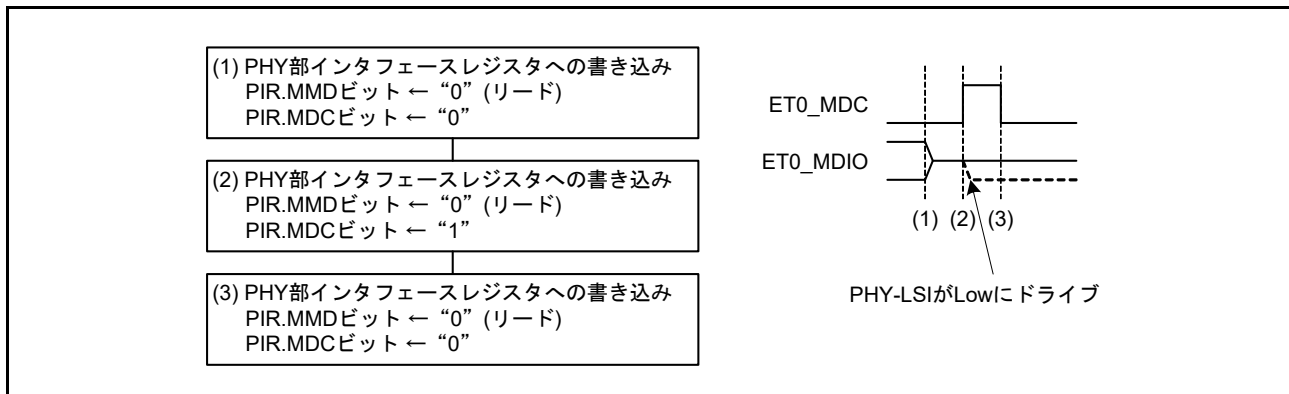 (1) PHY部インタフェースレジスタへの書き込み
PIR.MMDビット ← “0” (リード)
PIR.MDCビット ← “0”
(2) PHY部インタフェースレジスタへの書き込み
PIR.MMDビット ← “0” (リード)
PIR.MDCビット ← “1”
(3) PHY部インタフェースレジスタへの書き込み
PIR.MMDビット ← “0” (リード)
PIR.MDCビット ← “0”
ET0_MDC
ET0_MDIO
(1) (2) (3)
PHY-LSIがLowにドライブ